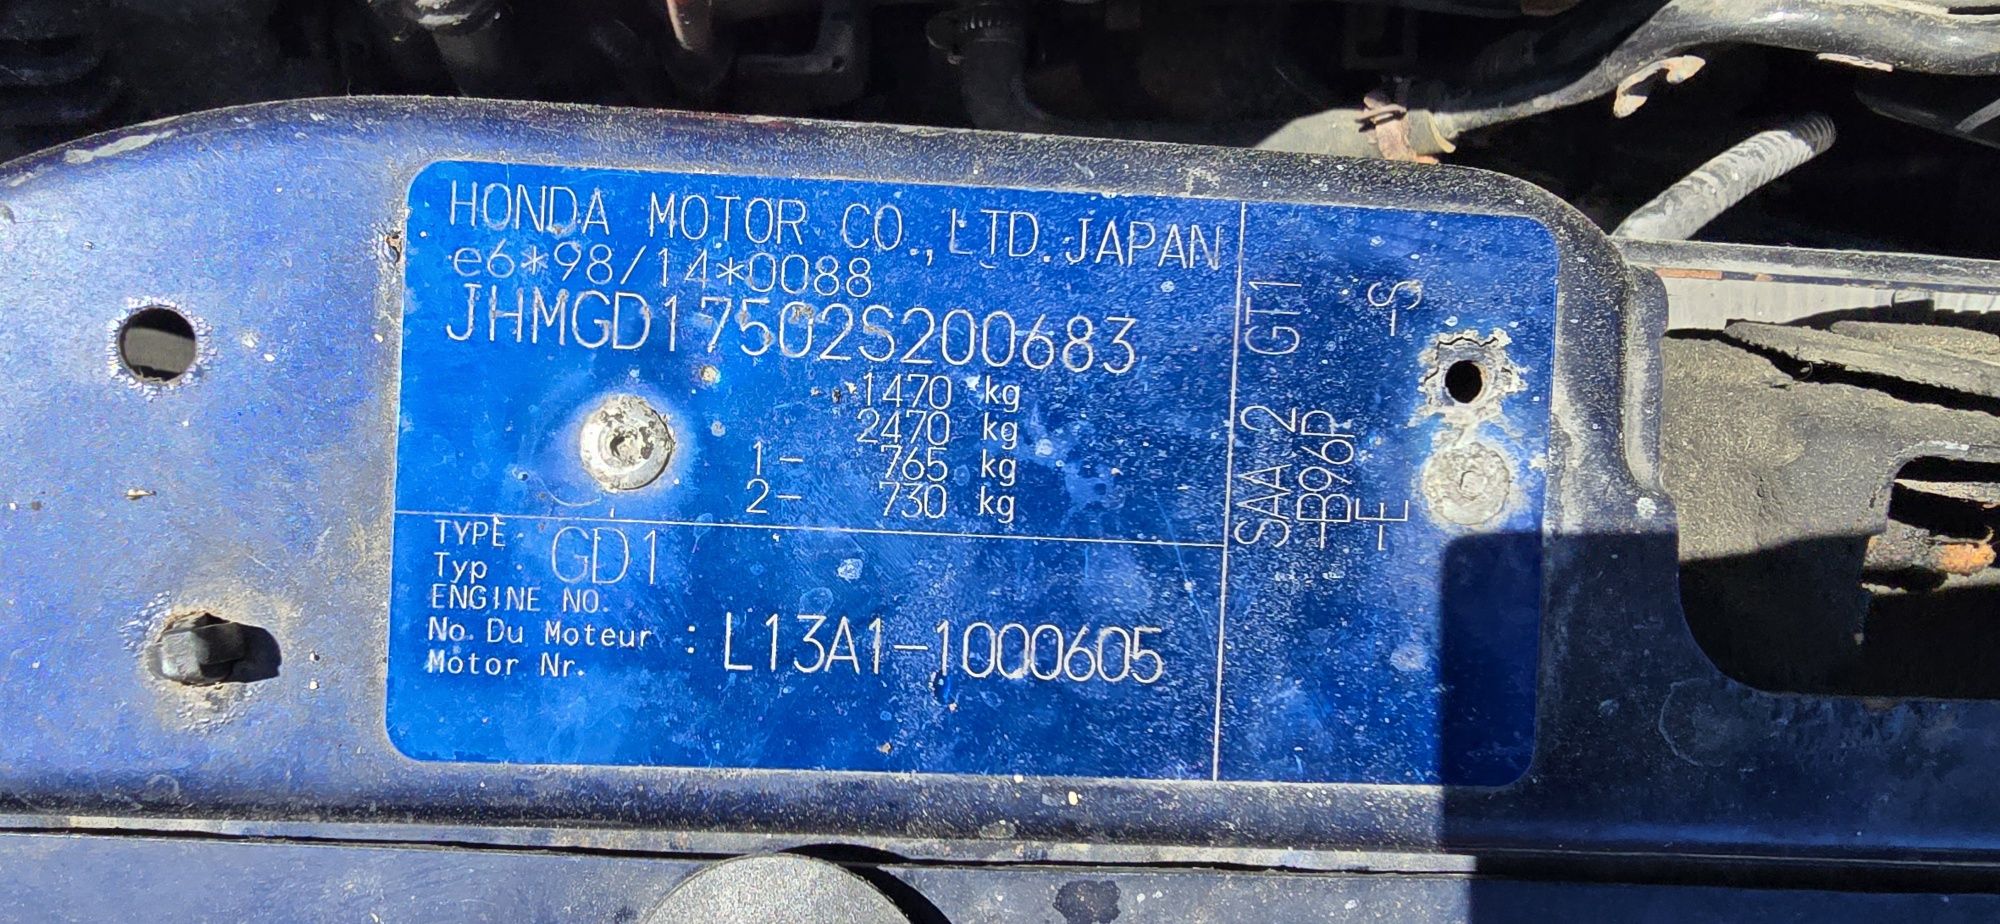 HONDA MOTOR CO.,LTD.JAPAN
e6*98/14*0088
JHMGD17502S200683
1470 kg
2470 kg
1- 765 kg
2- 730 kg
TYPE
Typ : GD1
ENGINE NO.
No.Du Moteur : L13A1-1000605
Motor Nr.
SAA 2 GT1
-B96P
-E -S